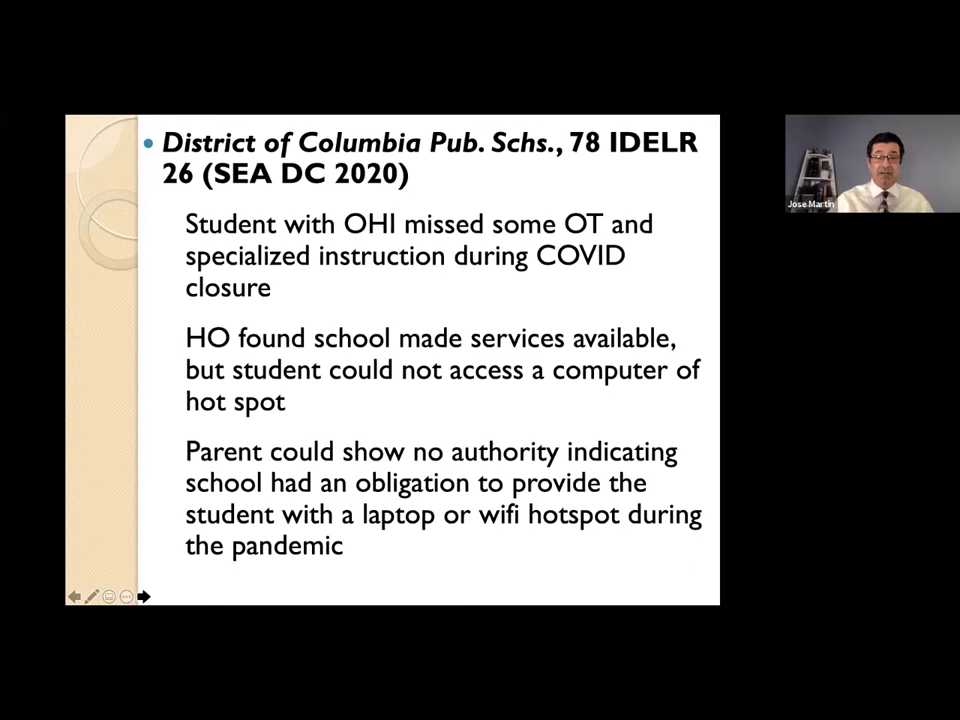 • District of Columbia Pub. Schs., 78 IDELR
26 (SEA DC 2020)
Student with OHI missed some OT and
specialized instruction during COVID
closure
HO found school made services available,
but student could not access a computer of
hot spot
Parent could show no authority indicating
school had an obligation to provide the
student with a laptop or wifi hotspot during
the pandemic
Jose Martin